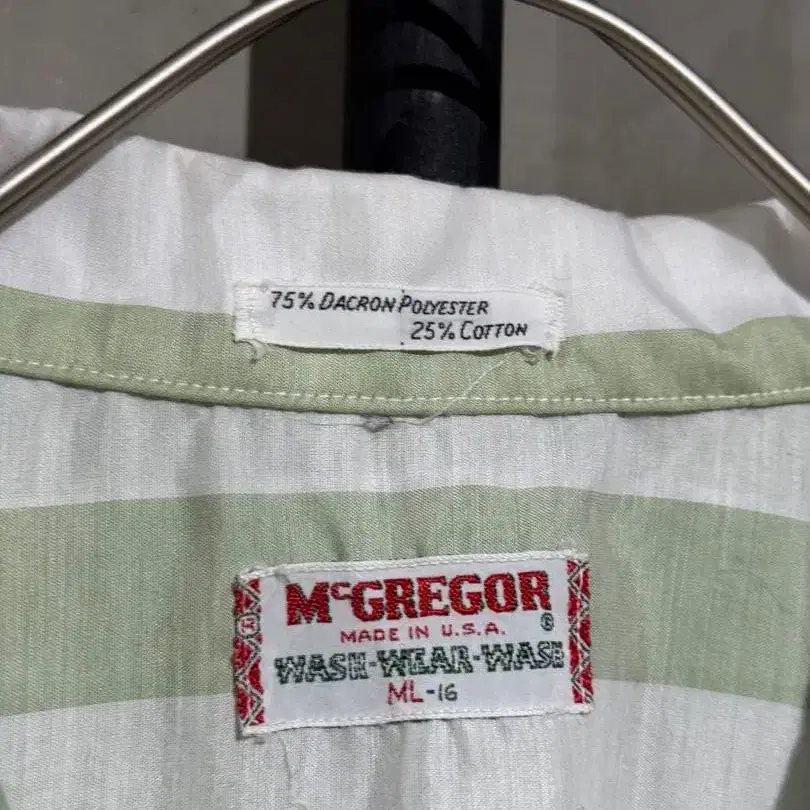 75% DACRON POLYESTER
25% COTTON
McGREGOR
®
MADE IN U.S.A.
®
WASH-WEAR-WASH
ML-16